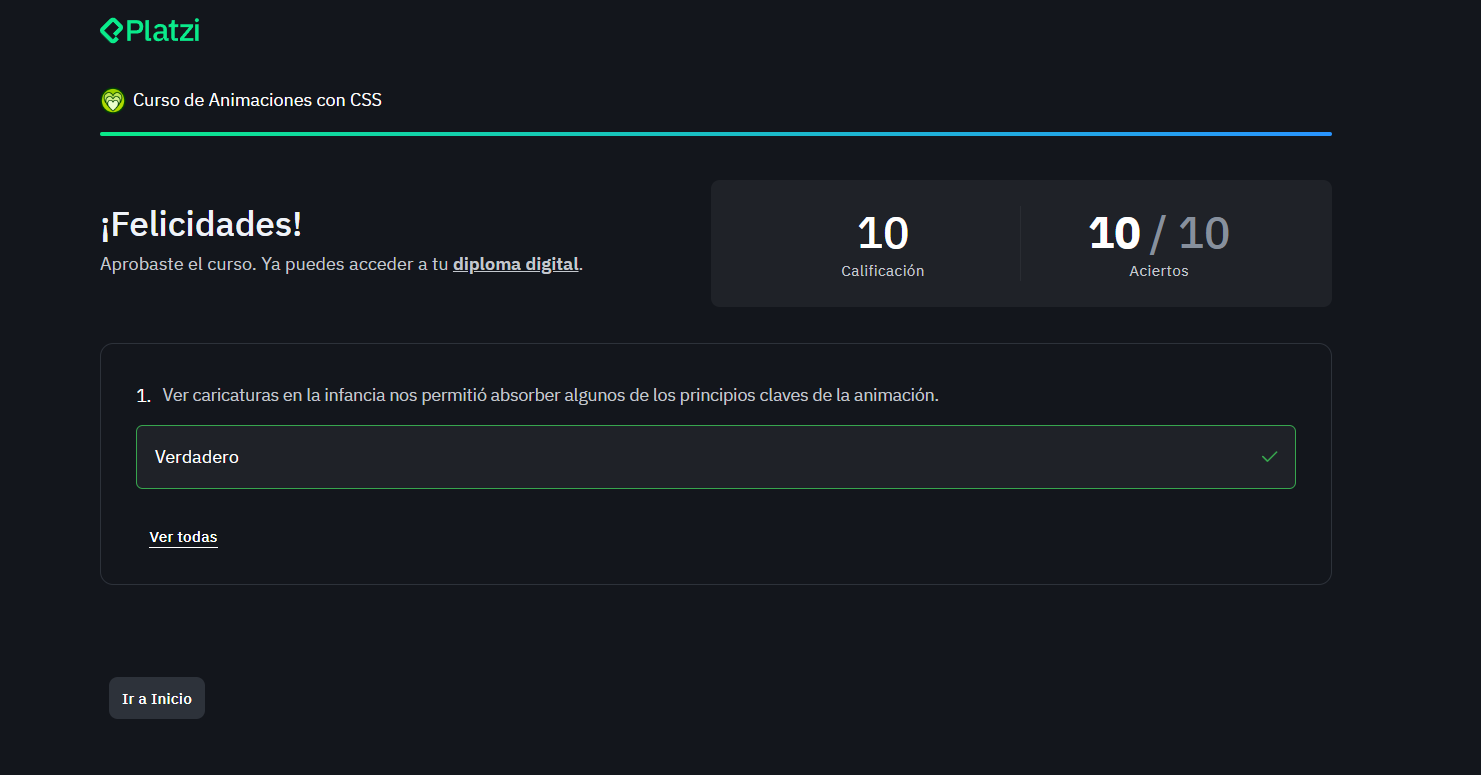 Platzi
Curso de Animaciones con CSS
¡Felicidades!
Aprobaste el curso. Ya puedes acceder a tu diploma digital.
10
Calificación
10 / 10
Aciertos
1. Ver caricaturas en la infancia nos permitió absorber algunos de los principios claves de la animación.
Verdadero
Ver todas
Ir a Inicio